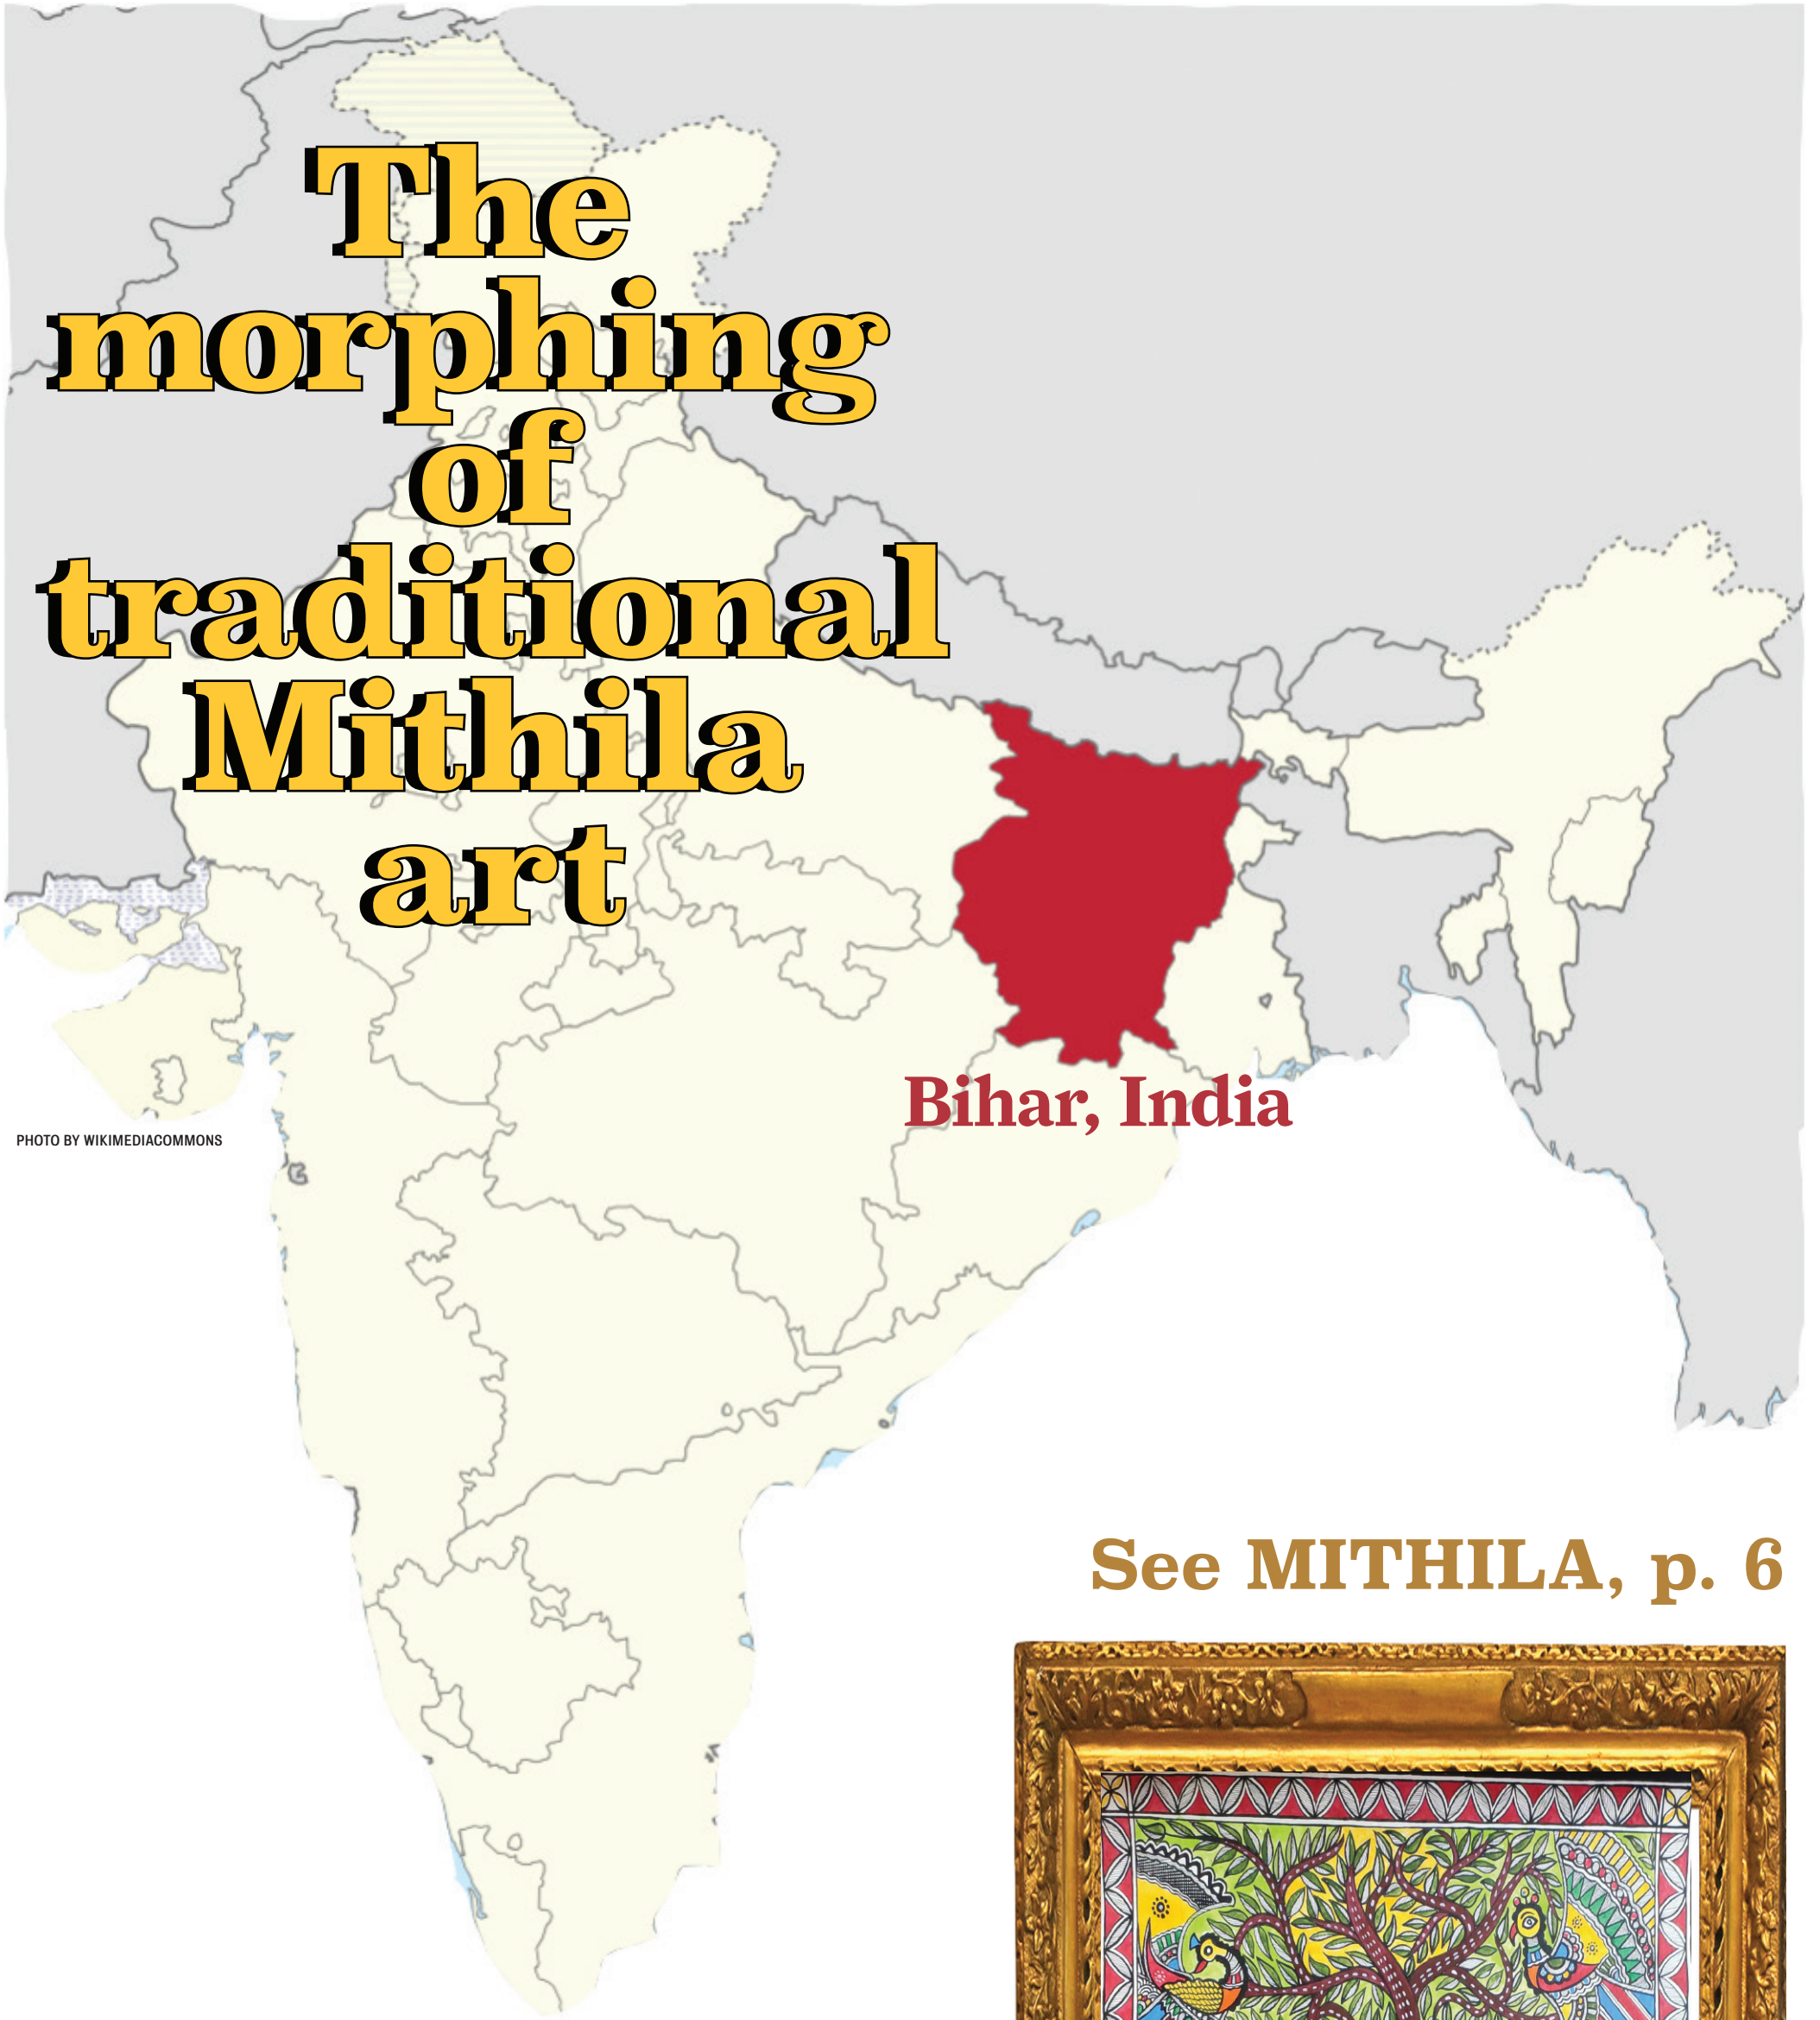 The
morphing
of
traditional
Mithila
art
Bihar, India
PHOTO BY WIKIMEDIACOMMONS
See MITHILA, p. 6